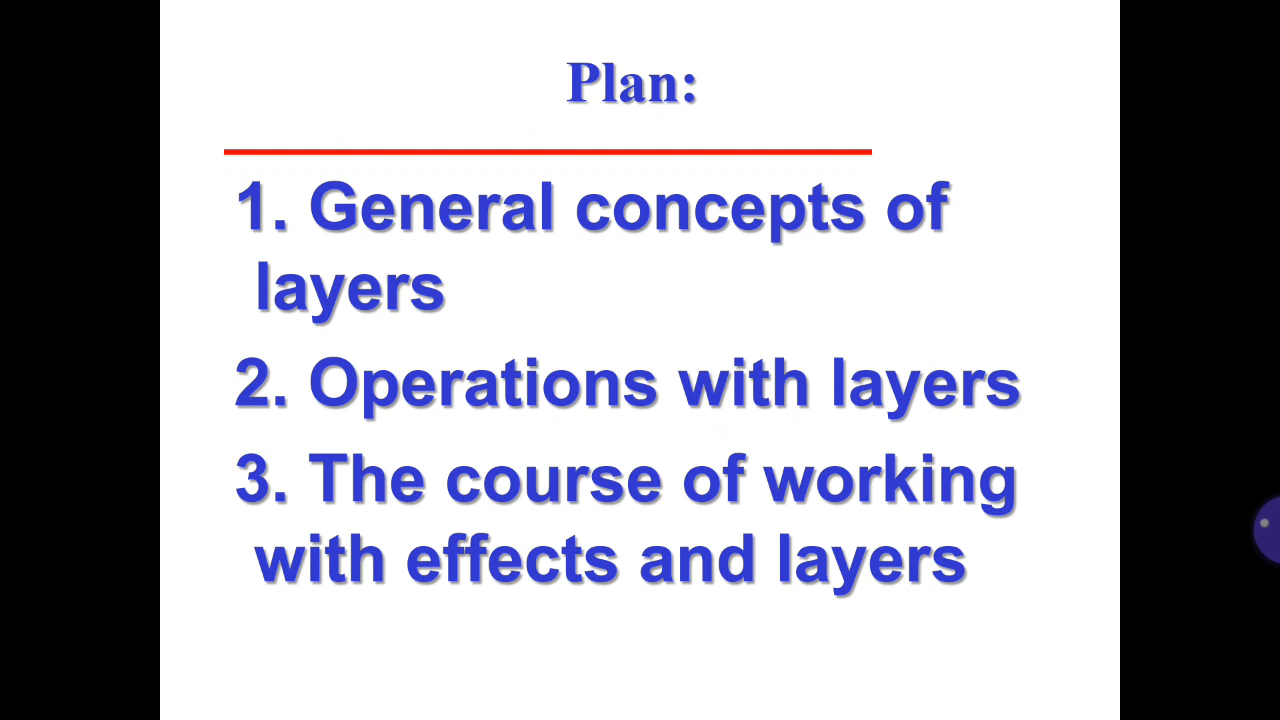 Plan:
1. General concepts of
layers
2. Operations with layers
3. The course of working
with effects and layers